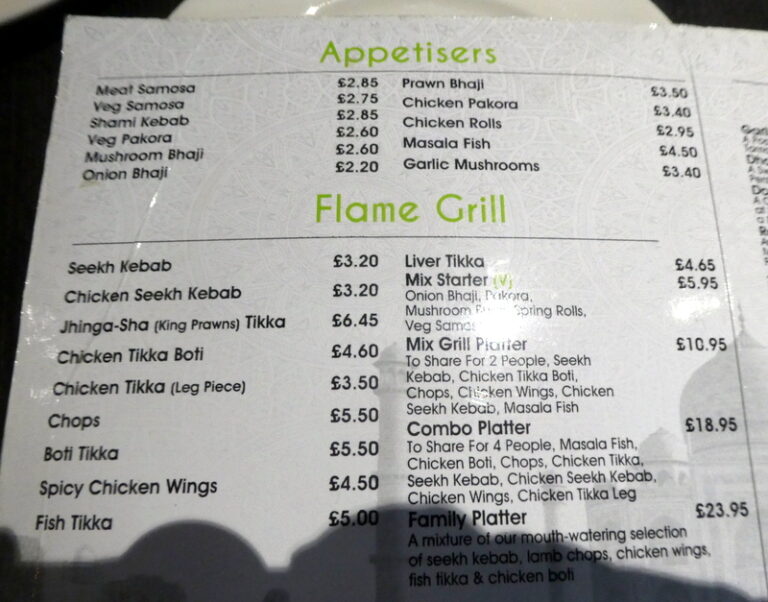 Appetisers
Meat Samosa £2.85
Veg Samosa £2.75
Shami Kebab £2.85
Veg Pakora £2.60
Mushroom Bhaji £2.60
Onion Bhaji £2.20
Prawn Bhaji £3.50
Chicken Pakora £3.40
Chicken Rolls £2.95
Masala Fish £4.50
Garlic Mushrooms £3.40
Flame Grill
Seekh Kebab £3.20
Chicken Seekh Kebab £3.20
Jhinga-Sha (King Prawns) Tikka £6.45
Chicken Tikka Boti £4.60
Chicken Tikka (Leg Piece) £3.50
Chops £5.50
Boti Tikka £5.50
Spicy Chicken Wings £4.50
Fish Tikka £5.00
Liver Tikka £4.65
Mix Starter (V) £5.95
Onion Bhaji, Pakora,
Mushroom Spring Rolls,
Veg
Mix Grill Platter £10.95
To Share For 2 People, Seekh
Kebab, Chicken Tikka Boti,
Chops, Chicken Wings, Chicken
Seekh Kebab, Masala Fish
Combo Platter £18.95
To Share For 4 People, Masala Fish,
Chicken Boti, Chops, Chicken Tikka,
Seekh Kebab, Chicken Seekh Kebab,
Chicken Wings, Chicken Tikka Leg
Family Platter £23.95
A mixture of our mouth-watering selection
of seekh kebab, lamb chops, chicken wings,
fish tikka & chicken boti